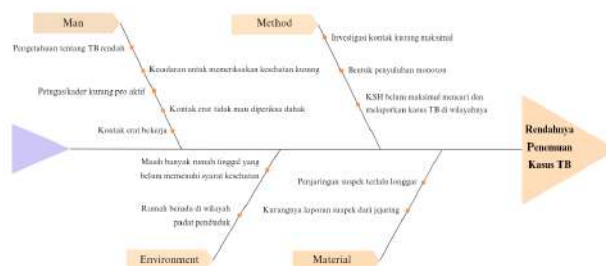 Man
Method
Pengetahuan tentang TB rendah
Kesadaran untuk memeriksakan kesehatan kurang
Petugas/kader kurang pro aktif
Kontak erat tidak mau diperiksa dahak
Kontak erat bekerja
Investigasi kontak kurang maksimal
Bentuk penyuluhan monoton
KSH belum maksimal mencari dan
melaporkan kasus TB di wilayahnya
Rendahnya
Penemuan
Kasus TB
Masih banyak rumah tinggal yang
belum memenuhi syarat kesehatan
Rumah berada di wilayah
padat penduduk
Penjaringan suspek terlalu longgar
Kurangnya laporan suspek dari jejaring
Environment
Material